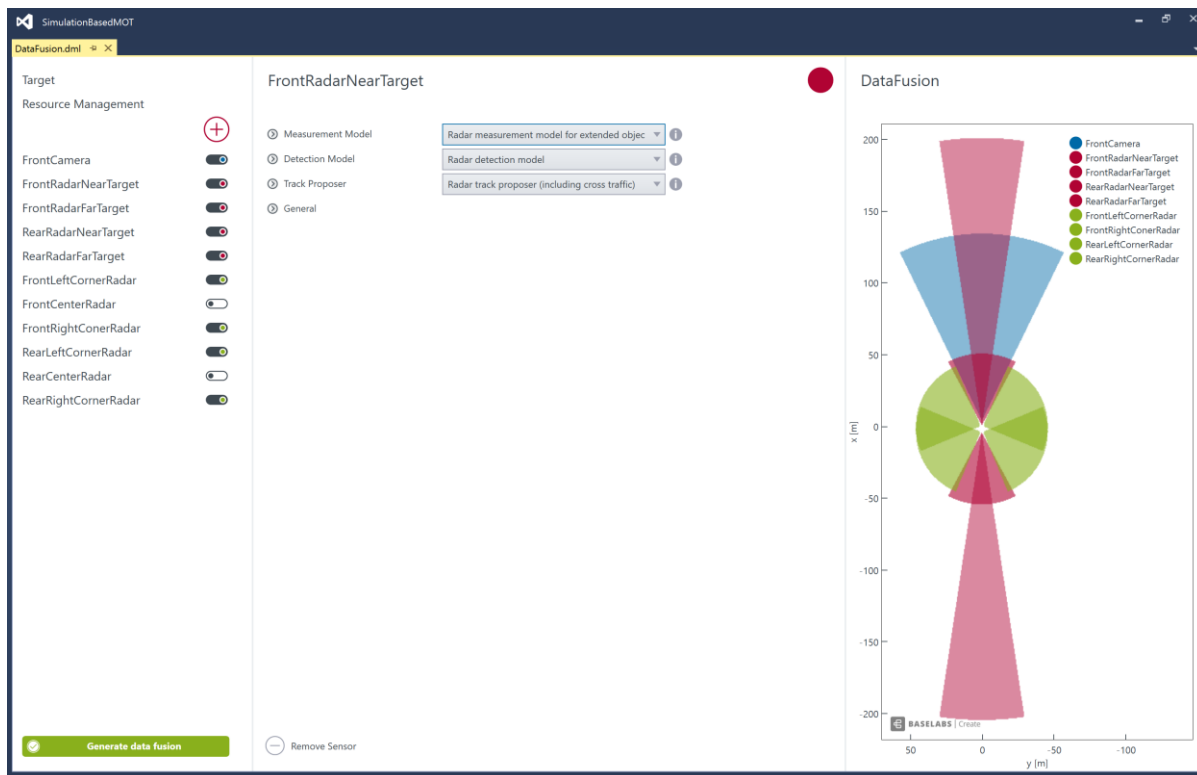 SimulationBasedMOT
DataFusion.dml
Target
Resource Management
FrontCamera
FrontRadarNearTarget
FrontRadarFarTarget
RearRadarNearTarget
RearRadarFarTarget
FrontLeftCornerRadar
FrontCenterRadar
FrontRightConerRadar
RearLeftCornerRadar
RearCenterRadar
RearRightCornerRadar
Generate data fusion
FrontRadarNearTarget
Measurement Model Radar measurement model for extended objec
Detection Model Radar detection model
Track Proposer Radar track proposer (including cross traffic)
General
Remove Sensor
DataFusion
FrontCamera
FrontRadarNearTarget
FrontRadarFarTarget
RearRadarNearTarget
RearRadarFarTarget
FrontLeftCornerRadar
FrontRightConerRadar
RearLeftCornerRadar
RearRightCornerRadar
200
150
100
50
0
-50
-100
-150
-200
x [m]
BASELABS | Create
50 0 -50 -100
y [m]